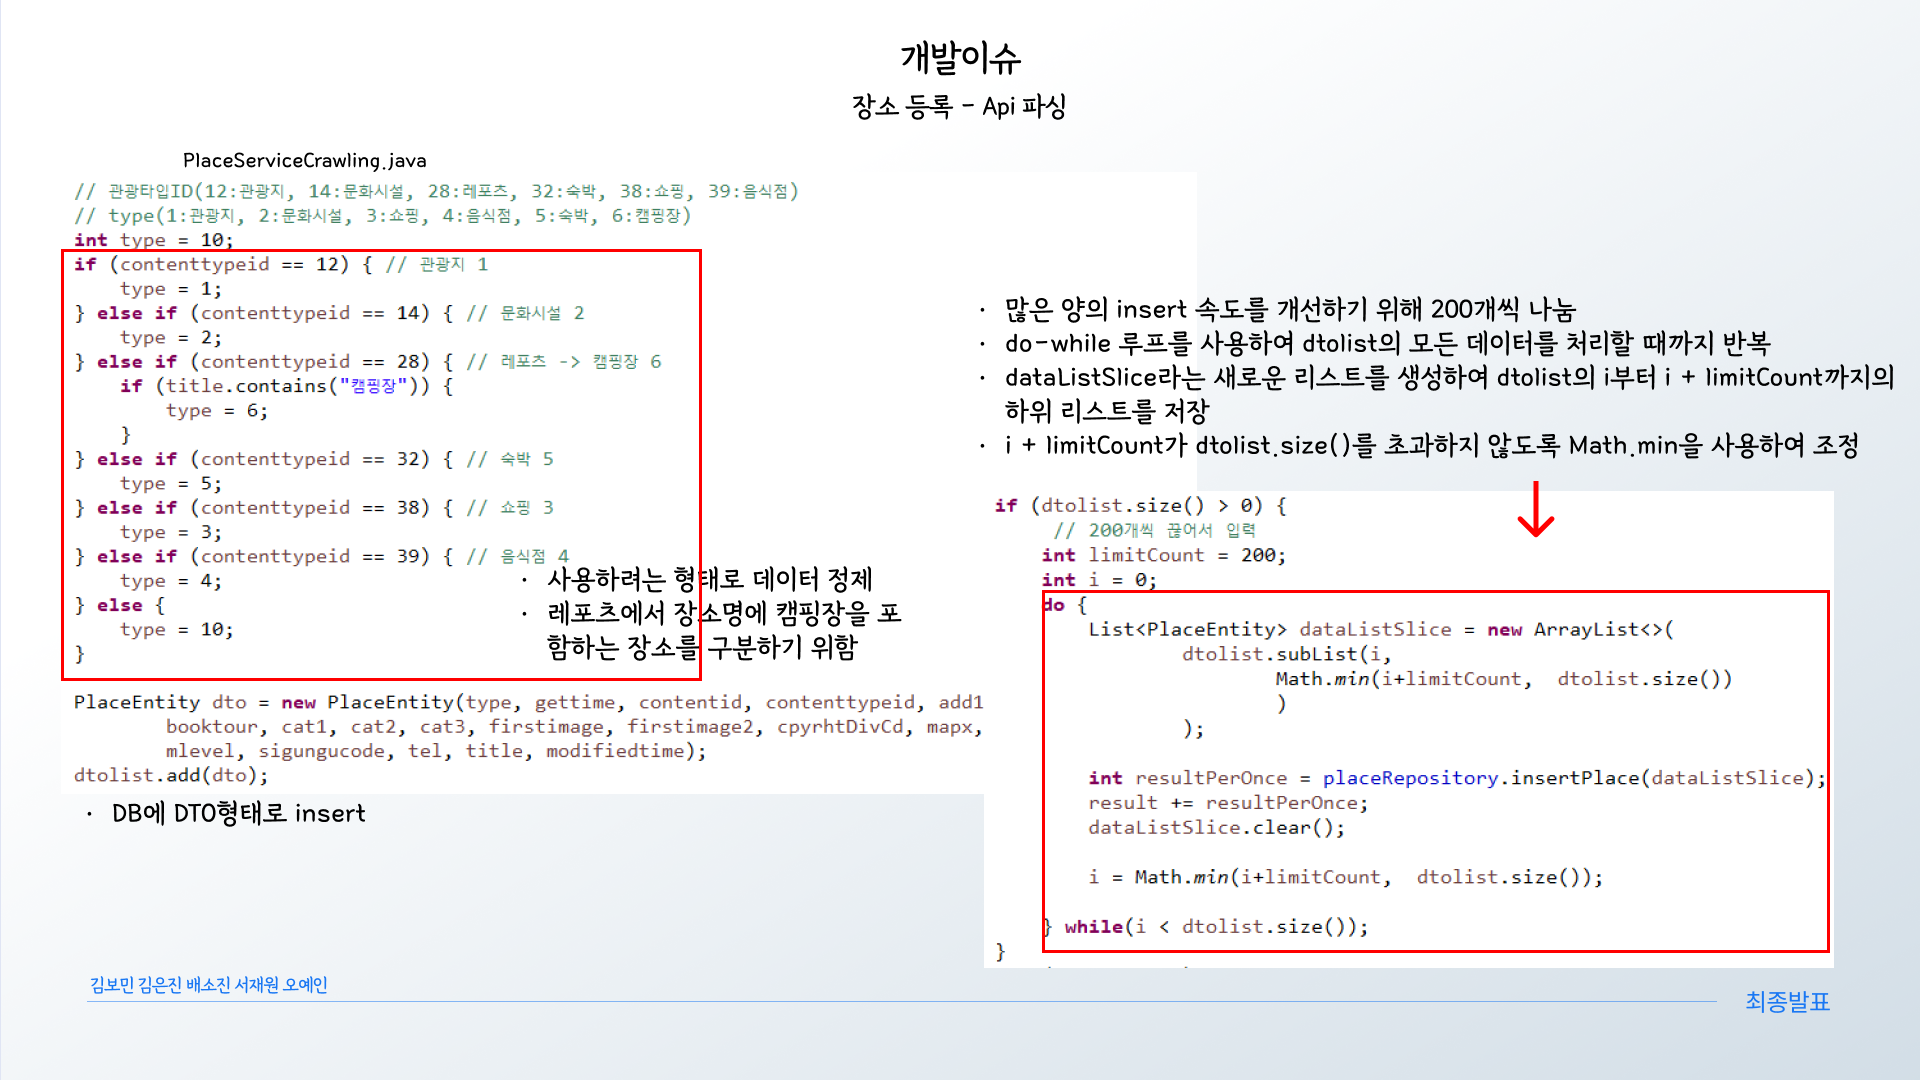 개발이슈
장소 등록 - Api 파싱
PlaceServiceCrawling.java
// 관광타입ID(12:관광지, 14:문화시설, 28:레포츠, 32:숙박, 38:쇼핑, 39:음식점)
// type(1:관광지, 2:문화시설, 3:쇼핑, 4:음식점, 5:숙박, 6:캠핑장)
int type = 10;
if (contenttypeid == 12) { // 관광지 1
    type = 1;
} else if (contenttypeid == 14) { // 문화시설 2
    type = 2;
} else if (contenttypeid == 28) { // 레포츠 -> 캠핑장 6
    if (title.contains("캠핑장")) {
        type = 6;
    }
} else if (contenttypeid == 32) { // 숙박 5
    type = 5;
} else if (contenttypeid == 38) { // 쇼핑 3
    type = 3;
} else if (contenttypeid == 39) { // 음식점 4
    type = 4;
} else {
    type = 10;
}
· 사용하려는 형태로 데이터 정제
· 레포츠에서 장소명에 캠핑장을 포
함하는 장소를 구분하기 위함
PlaceEntity dto = new PlaceEntity(type, gettime, contentid, contenttypeid, add1
        booktour, cat1, cat2, cat3, firstimage, firstimage2, cpyrhtDivCd, mapx,
        mlevel, sigungucode, tel, title, modifiedtime);
dtolist.add(dto);
· DB에 DTO형태로 insert
· 많은 양의 insert 속도를 개선하기 위해 200개씩 나눔
· do-while 루프를 사용하여 dtolist의 모든 데이터를 처리할 때까지 반복
· dataListSlice라는 새로운 리스트를 생성하여 dtolist의 i부터 i + limitCount까지의
하위 리스트를 저장
· i + limitCount가 dtolist.size()를 초과하지 않도록 Math.min을 사용하여 조정
if (dtolist.size() > 0) {
    // 200개씩 끊어서 입력
    int limitCount = 200;
    int i = 0;
    do {
        List<PlaceEntity> dataListSlice = new ArrayList<>(
                dtolist.subList(i,
                        Math.min(i+limitCount,  dtolist.size())
                        )
                );
        int resultPerOnce = placeRepository.insertPlace(dataListSlice);
        result += resultPerOnce;
        dataListSlice.clear();
        i = Math.min(i+limitCount,  dtolist.size());
    } while(i < dtolist.size());
}
김보민 김은진 배소진 서재원 오예인
최종발표